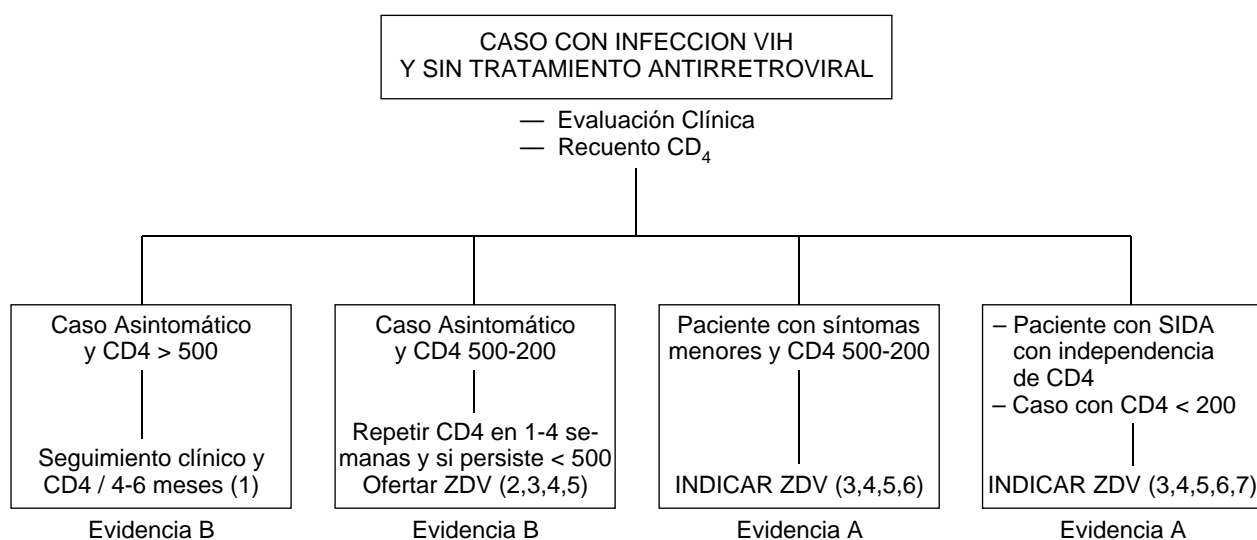 CASO CON INFECCION VIH
Y SIN TRATAMIENTO ANTIRRETROVIRAL
— Evaluación Clínica
— Recuento CD4
Caso Asintomático
y CD4 > 500
Seguimiento clínico y
CD4 / 4-6 meses (1)
Evidencia B
Caso Asintomático
y CD4 500-200
Repetir CD4 en 1-4 se-
manas y si persiste < 500
Ofertar ZDV (2,3,4,5)
Evidencia B
Paciente con síntomas
menores y CD4 500-200
INDICAR ZDV (3,4,5,6)
Evidencia A
– Paciente con SIDA
con independencia
de CD4
– Caso con CD4 < 200
INDICAR ZDV (3,4,5,6,7)
Evidencia A